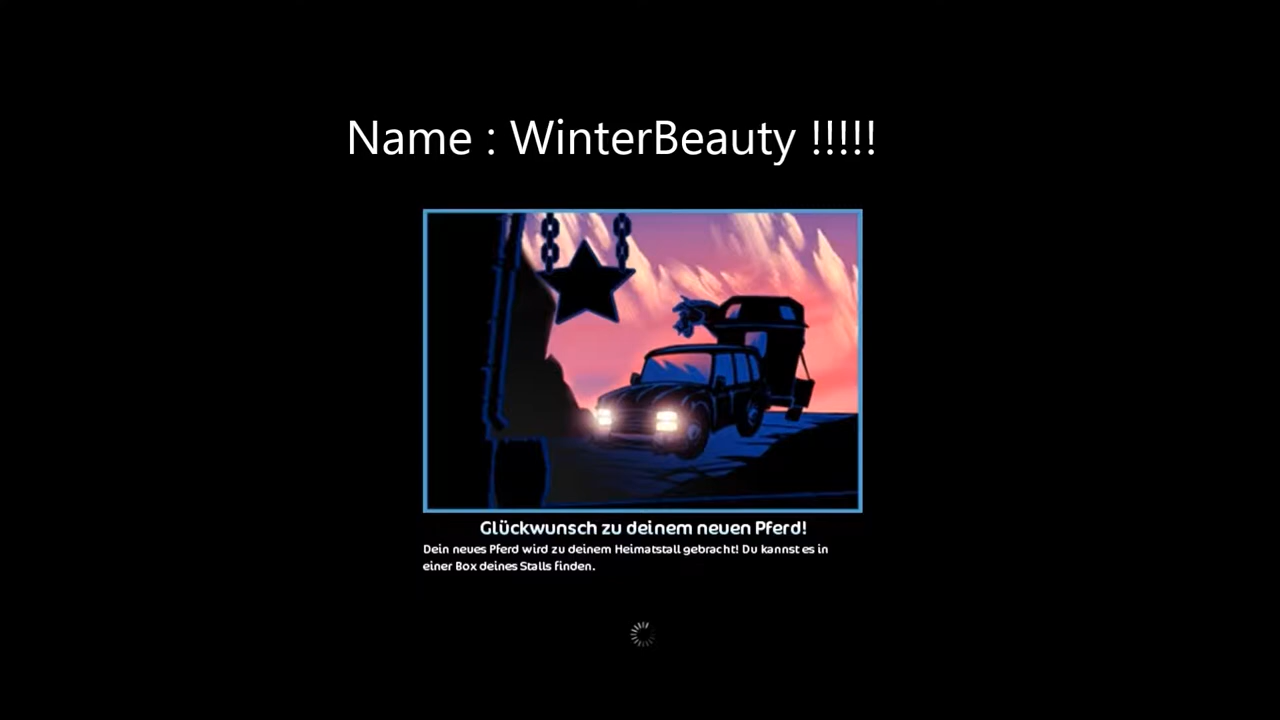 Name : WinterBeauty !!!!!
Glückwunsch zu deinem neuen Pferd!
Dein neues Pferd wird zu deinem Heimatstall gebracht! Du kannst es in
einer Box deines Stalls finden.